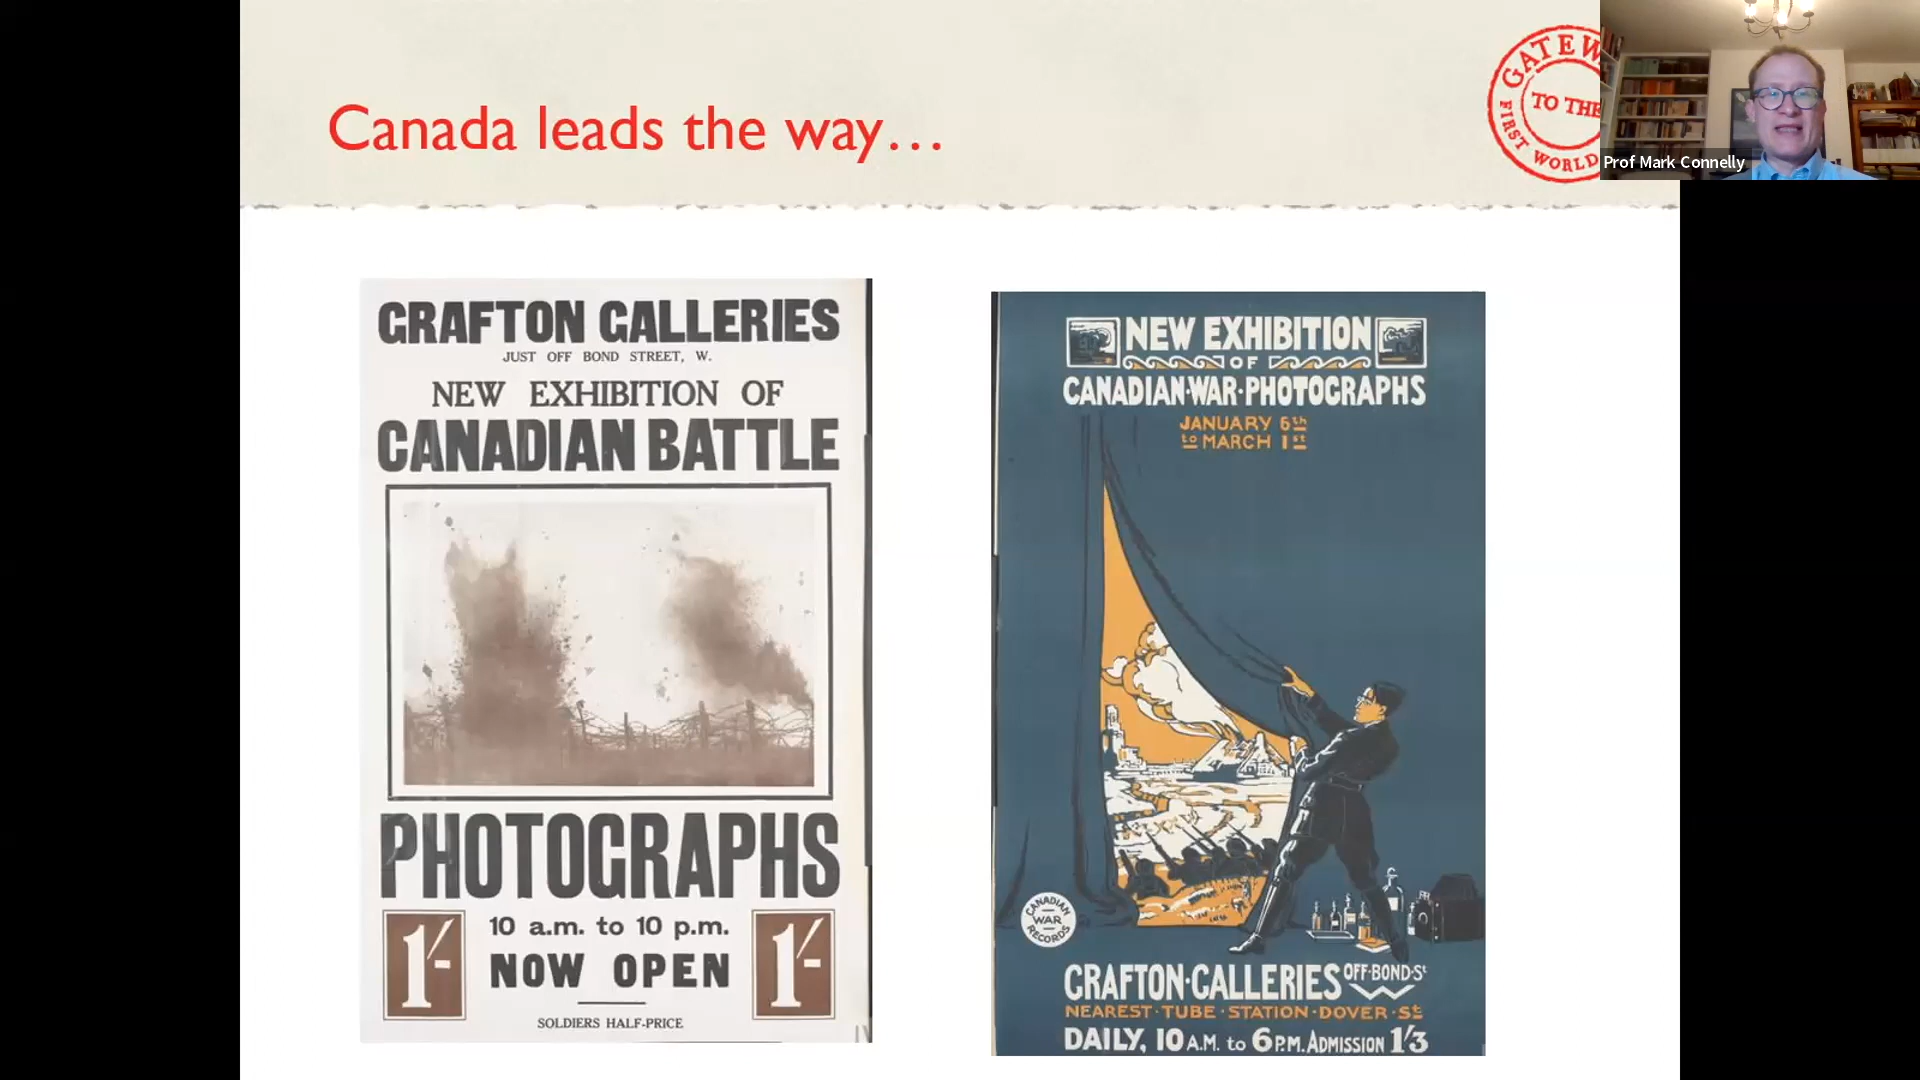 Canada leads the way...
GATEW
TO THE
FIRST WORLD
Prof Mark Connelly
GRAFTON GALLERIES
JUST OFF BOND STREET, W.
NEW EXHIBITION OF
CANADIAN BATTLE
PHOTOGRAPHS
1/- 10 a.m. to 10 p.m. 1/-
NOW OPEN
SOLDIERS HALF-PRICE
NEW EXHIBITION
OF
CANADIAN·WAR·PHOTOGRAPHS
JANUARY 6th
to MARCH 1st
CANADIAN
WAR
RECORDS
GRAFTON·GALLERIES OFF·BOND·St
W
NEAREST·TUBE·STATION·DOVER·St
DAILY, 10 A.M. to 6 P.M. ADMISSION 1/3